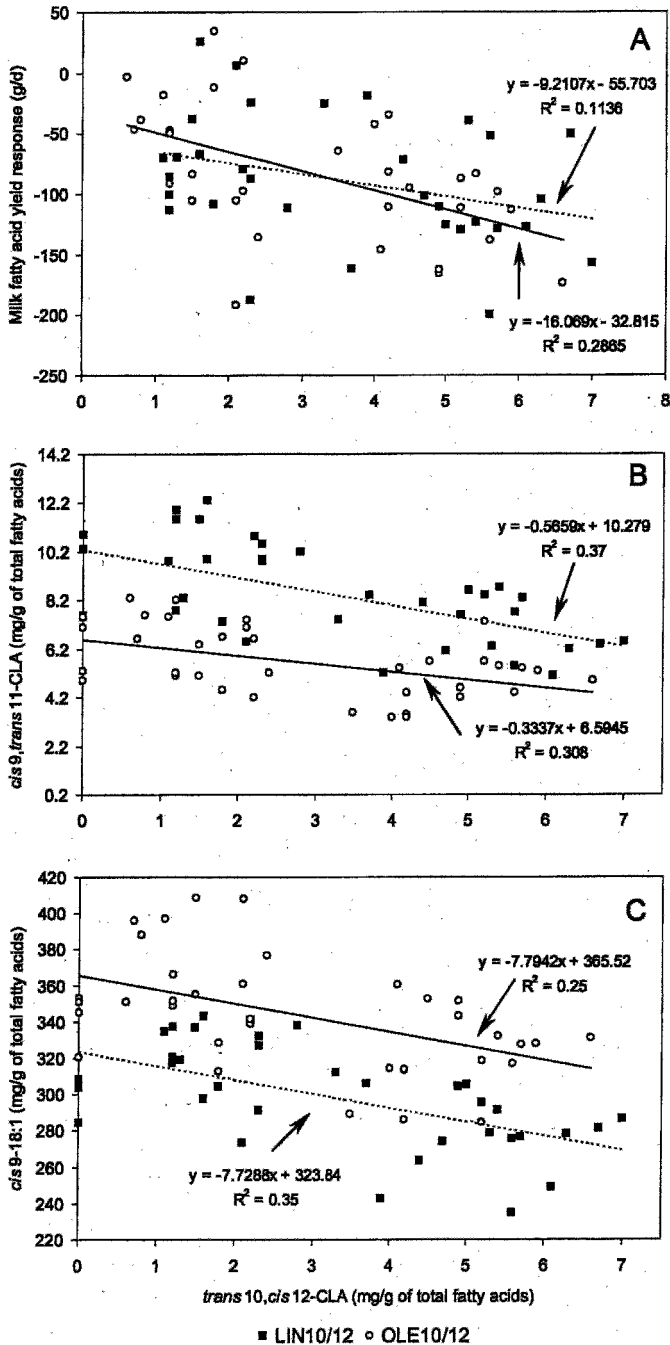 A
Milk fatty acid yield response (g/d)
50
0
-50
-100
-150
-200
-250
y = -9.2107x - 55.703
R² = 0.1136
y = -16.069x - 32.815
R² = 0.2865
0 1 2 3 4 5 6 7 8
B
cis 9, trans 11-CLA (mg/g of total fatty acids)
14.2
12.2
10.2
8.2
6.2
4.2
2.2
0.2
y = -0.5659x + 10.279
R² = 0.37
y = -0.3337x + 6.5945
R² = 0.308
0 1 2 3 4 5 6 7
C
cis 9-18:1 (mg/g of total fatty acids)
420
400
380
360
340
320
300
280
260
240
220
y = -7.7942x + 365.52
R² = 0.25
y = -7.7288x + 323.84
R² = 0.35
0 1 2 3 4 5 6 7
trans 10, cis 12-CLA (mg/g of total fatty acids)
■ LIN10/12 ○ OLE10/12